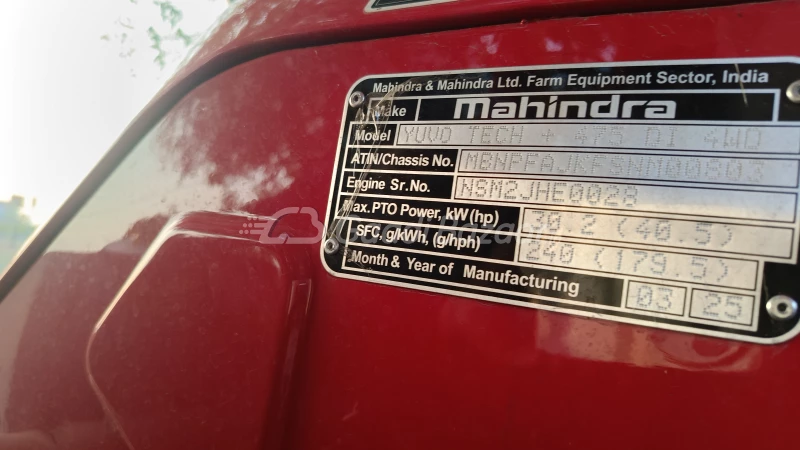 Mahindra & Mahindra Ltd. Farm Equipment Sector, India
Make Mahindra
Model YUVO TECH + 475 DI 4WD
ATIN/Chassis No. MBNPFAJKFSNN00803
Engine Sr.No. NSM2JHE0028
Max. PTO Power, kW (hp) 30.2 (40.5)
SFC, g/kWh, (g/hph) 240 (179.5)
Month & Year of Manufacturing 03 25